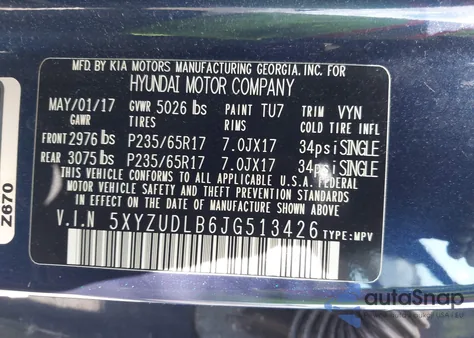 MFD. BY KIA MOTORS MANUFACTURING GEORGIA, INC. FOR
HYUNDAI MOTOR COMPANY
MAY/01/17 GVWR 5026 lbs PAINT TU7 TRIM VYN
GAWR TIRES RIMS COLD TIRE INFL
FRONT 2976 lbs P235/65R17 7.0JX17 34psi SINGLE
REAR 3075 lbs P235/65R17 7.0JX17 34psi SINGLE
THIS VEHICLE CONFORMS TO ALL APPLICABLE U.S.A. FEDERAL
MOTOR VEHICLE SAFETY, BUMPER, AND THEFT PREVENTION
STANDARDS IN EFFECT ON THE DATE OF MANUFACTURE SHOWN ABOVE.
V.I.N 5XYZUDLB6JG513426 TYPE: MPV
Z670
autoSnap